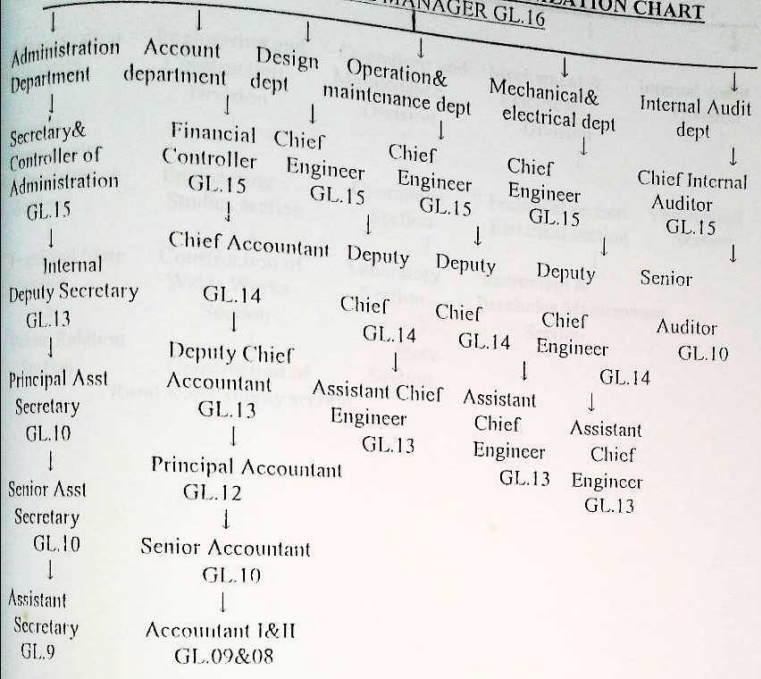 ZATION CHART
MANAGER GL.16
Administration
Department
Secretary&
Controller of
Administration
GL.15
Internal
Deputy Secretary
GL.13
Principal Asst
Secretary
GL.10
Senior Asst
Secretary
GL.10
Assistant
Secretary
GL.9
Account
department
Financial
Controller
GL.15
Chief Accountant
GL.14
Deputy Chief
Accountant
GL.13
Principal Accountant
GL.12
Senior Accountant
GL.10
Accountant I&II
GL.09&08
Design
dept
Chief
Engineer
GL.15
Deputy
Chief
GL.14
Assistant Chief
Engineer
GL.13
Operation&
maintenance dept
Chief
Engineer
GL.15
Deputy
Chief
GL.14
Assistant
Chief
Engineer
GL.13
Mechanical&
electrical dept
Chief
Engineer
GL.15
Deputy
Chief
Engineer
GL.14
Assistant
Chief
Engineer
GL.13
Internal Audit
dept
Chief Internal
Auditor
GL.15
Senior
Auditor
GL.10